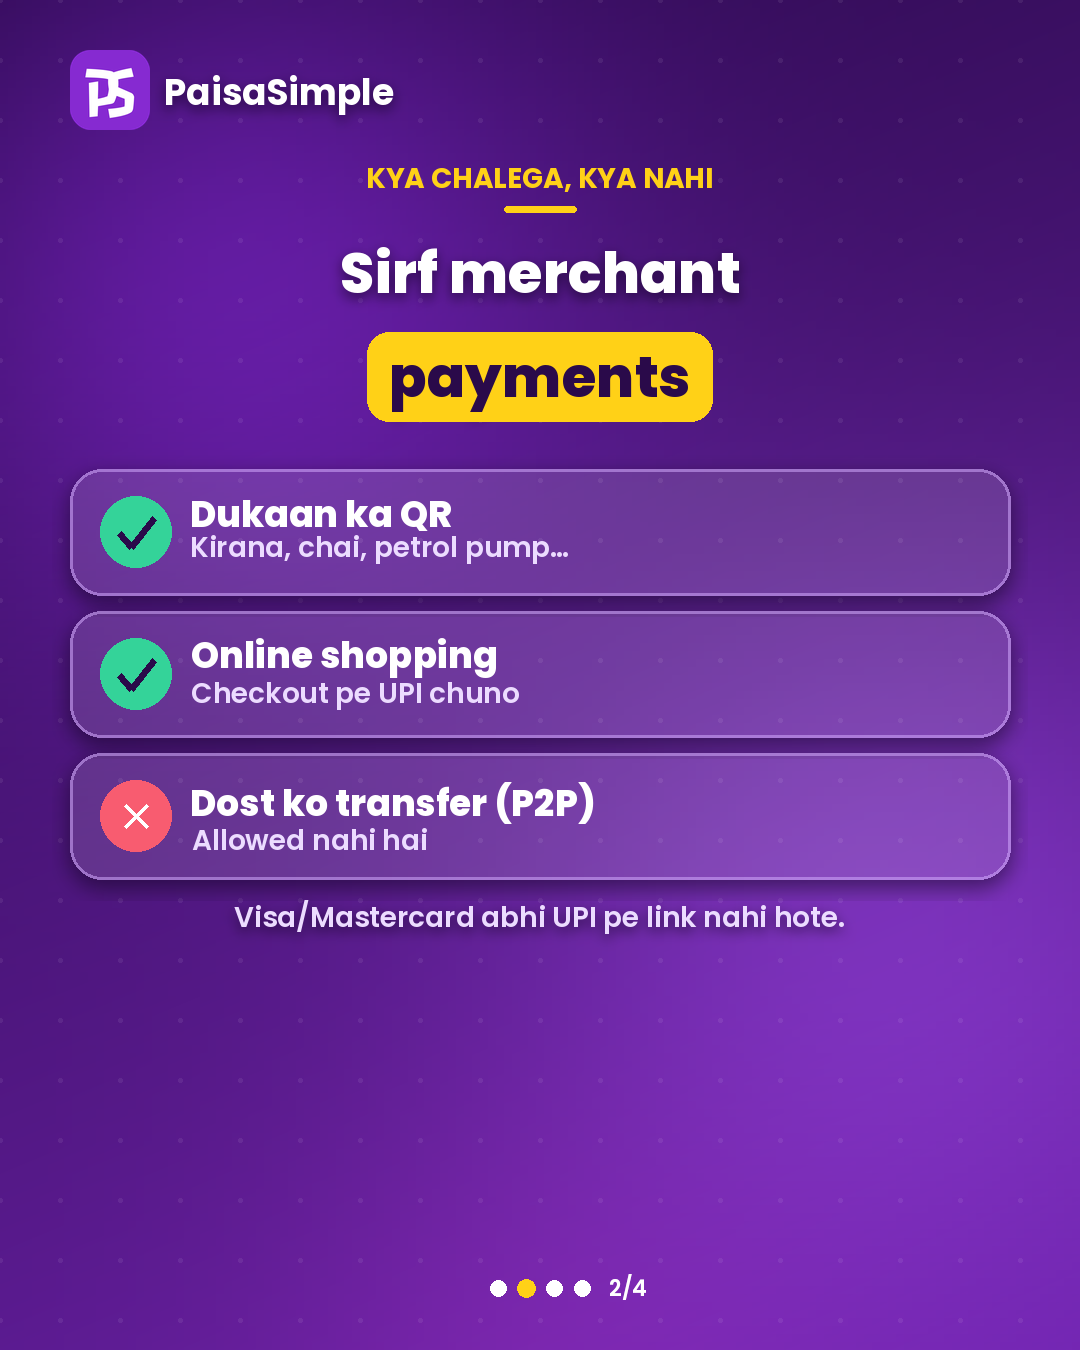 PS PaisaSimple
KYA CHALEGA, KYA NAHI
Sirf merchant
payments
Dukaan ka QR
Kirana, chai, petrol pump...
Online shopping
Checkout pe UPI chuno
Dost ko transfer (P2P)
Allowed nahi hai
Visa/Mastercard abhi UPI pe link nahi hote.
2/4